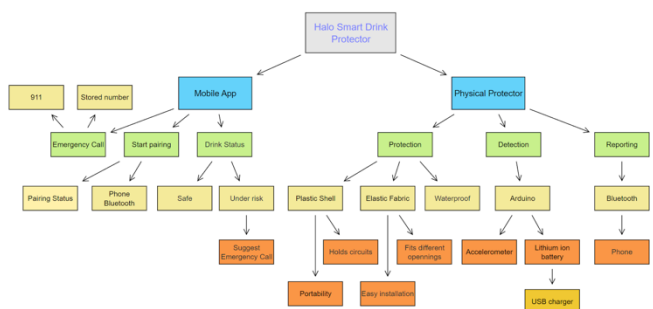 Halo Smart Drink
Protector
911
Stored number
Mobile App
Physical Protector
Emergency Call
Start pairing
Drink Status
Protection
Detection
Reporting
Pairing Status
Phone
Bluetooth
Safe
Under risk
Plastic Shell
Elastic Fabric
Waterproof
Arduino
Bluetooth
Suggest
Emergency Call
Holds circuits
Fits different
opennings
Accelerometer
Lithium ion
battery
Phone
Portability
Easy installation
USB charger